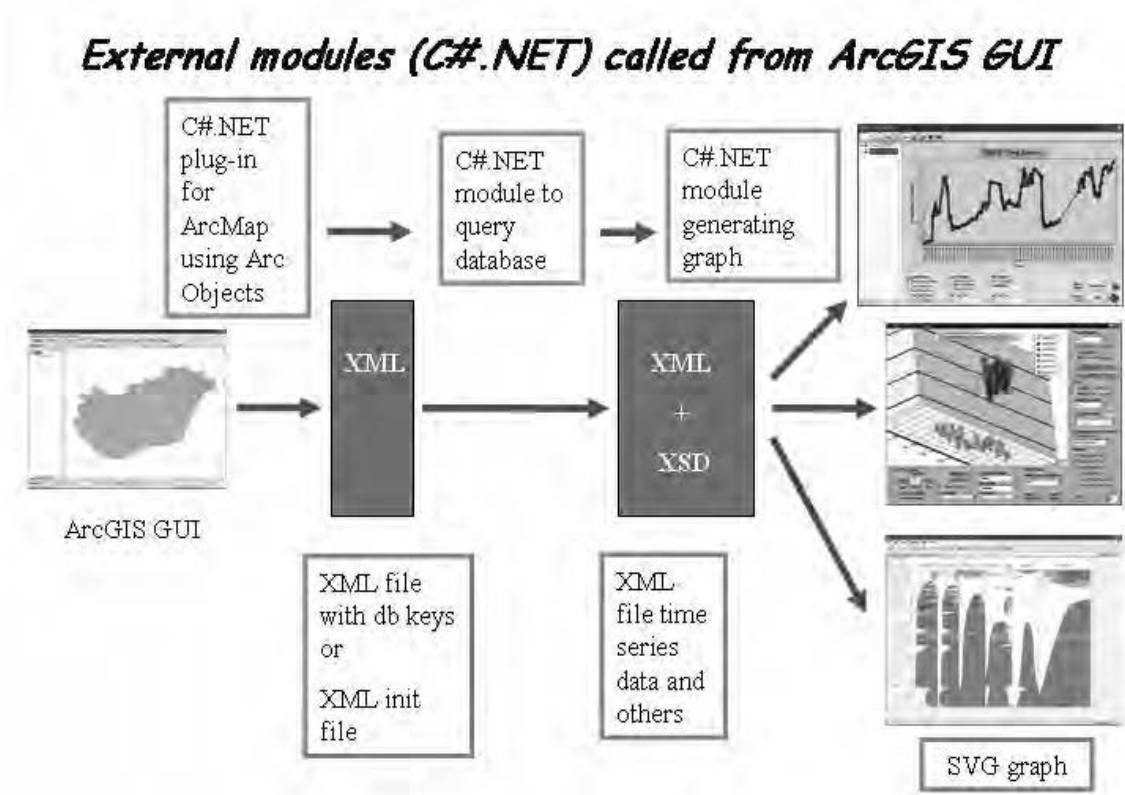 External modules (C#.NET) called from ArcGIS GUI
C#.NET
plug-in
for
ArcMap
using Arc
Objects
C#.NET
module to
query
database
C#.NET
module
generating
graph
XML
XML
+
XSD
ArcGIS GUI
XML file
with db keys
or
XML init
file
XML
file time
series
data and
others
SVG graph